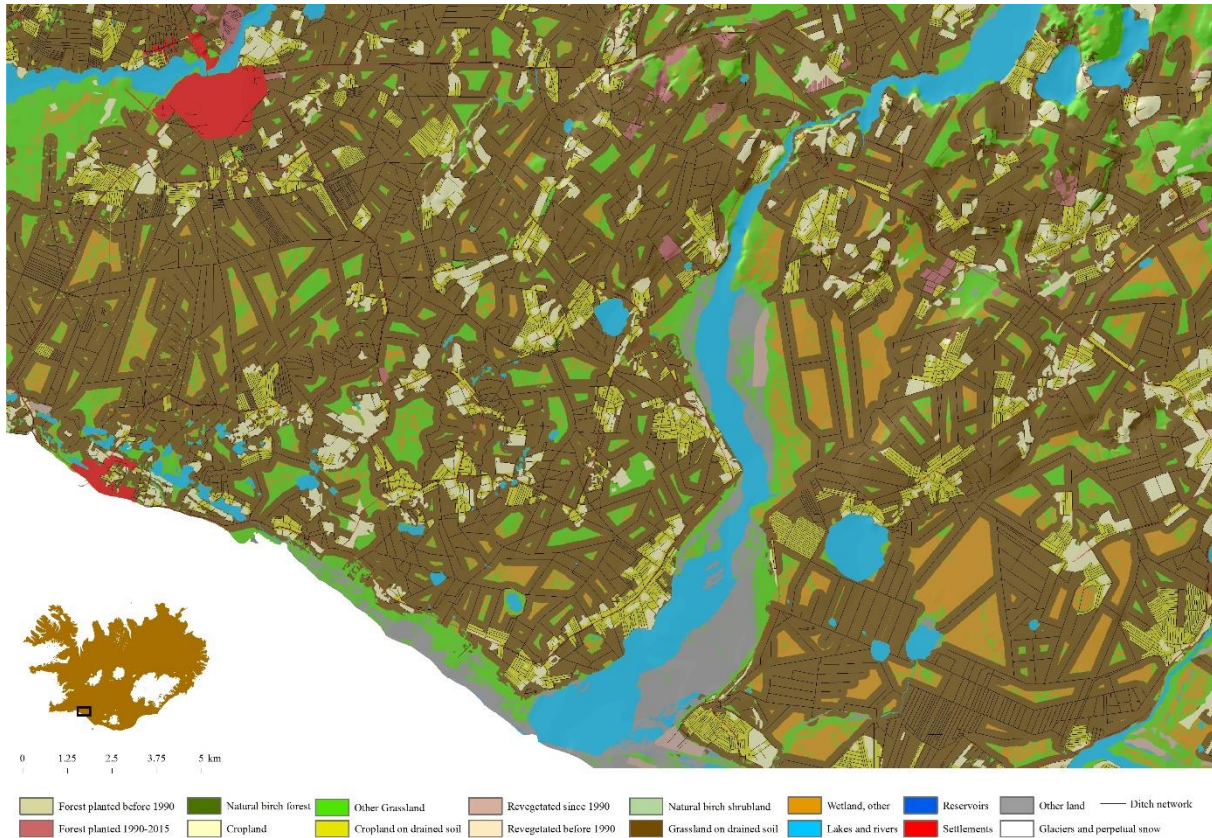 0 1.25 2.5 3.75 5 km
Forest planted before 1990 Natural birch forest Other Grassland Revegetated since 1990 Natural birch shrubland Wetland, other Reservoirs Other land Ditch network
Forest planted 1990-2015 Cropland Cropland on drained soil Revegetated before 1990 Grassland on drained soil Lakes and rivers Settlements Glaciers and perpetual snow